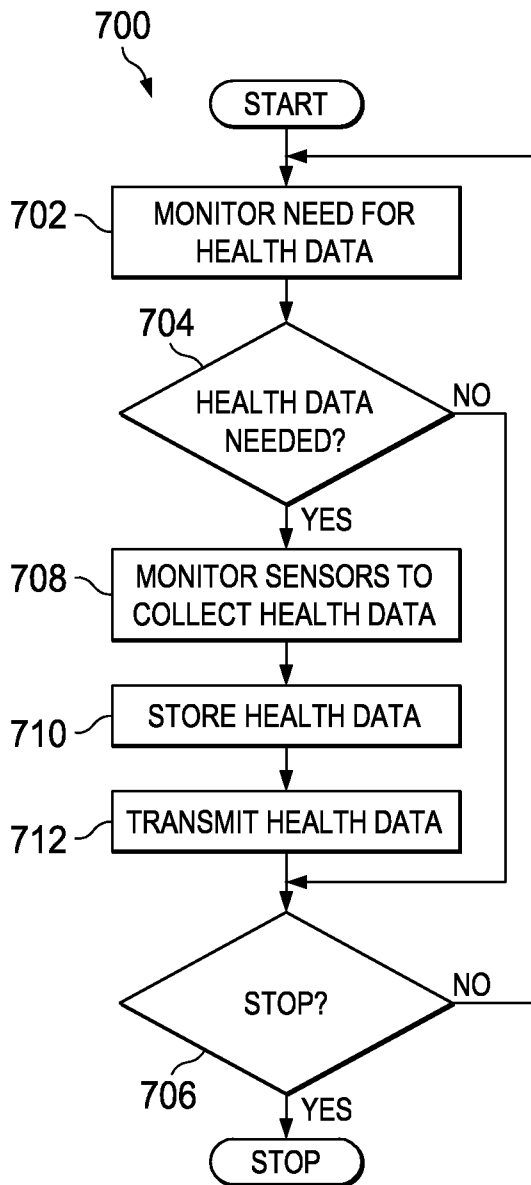 700
START
702
MONITOR NEED FOR
HEALTH DATA
704
HEALTH DATA
NEEDED?
NO
YES
708
MONITOR SENSORS TO
COLLECT HEALTH DATA
710
STORE HEALTH DATA
712
TRANSMIT HEALTH DATA
STOP?
NO
706
YES
STOP